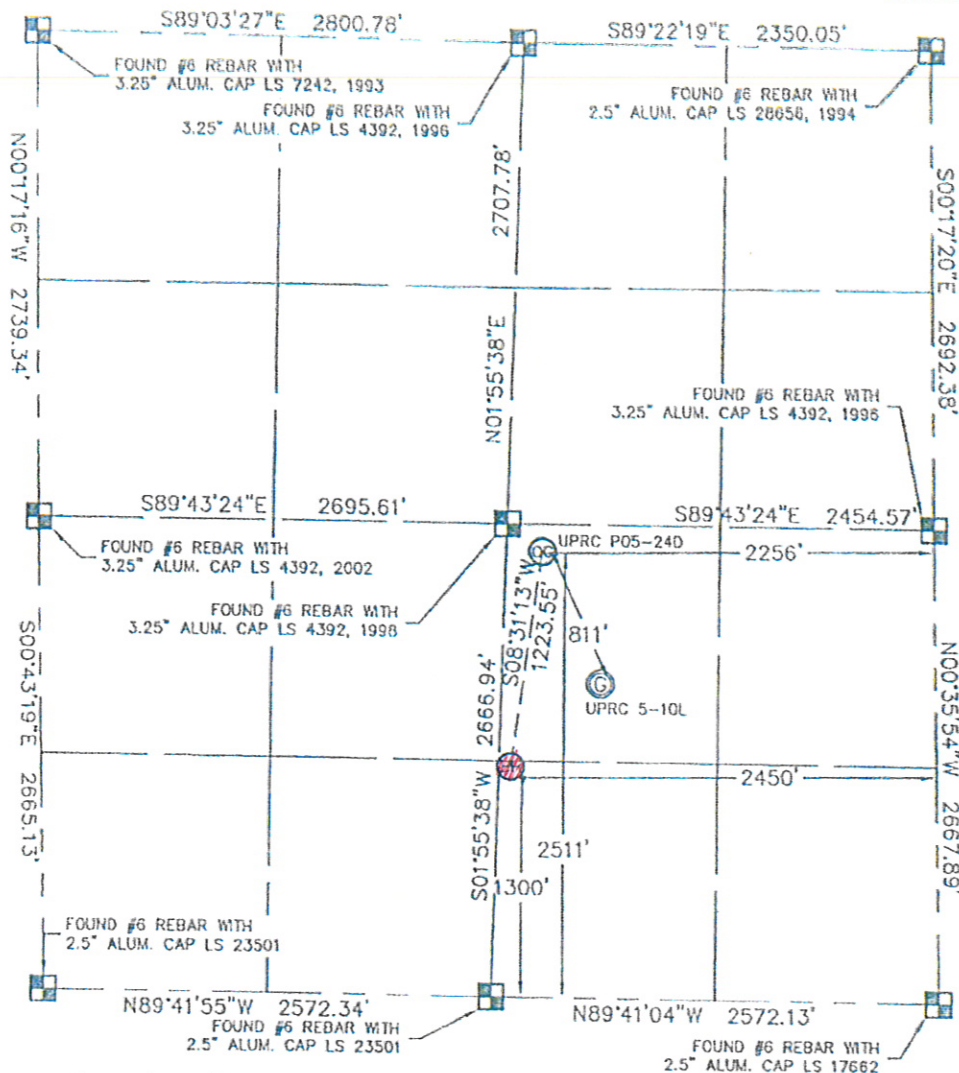 S89°03'27"E 2800.78'
S89°22'19"E 2350.05'
FOUND #6 REBAR WITH
3.25" ALUM. CAP LS 7242, 1993
FOUND #6 REBAR WITH
3.25" ALUM. CAP LS 4392, 1996
FOUND #6 REBAR WITH
2.5" ALUM. CAP LS 28656, 1994
N00°17'16"W 2739.34'
N01°55'38"E 2707.78'
S00°17'20"E 2692.38'
FOUND #6 REBAR WITH
3.25" ALUM. CAP LS 4392, 1996
S89°43'24"E 2695.61'
S89°43'24"E 2454.57'
FOUND #6 REBAR WITH
3.25" ALUM. CAP LS 4392, 2002
UPRC P05-24D
2256'
FOUND #6 REBAR WITH
3.25" ALUM. CAP LS 4392, 1998
S08°31'13"W
1223.55'
811'
G
UPRC 5-10L
S00°43'19"E 2665.13'
S01°55'38"W 2666.94'
N00°35'54"W 2667.89'
2450'
2511'
1300'
FOUND #6 REBAR WITH
2.5" ALUM. CAP LS 23501
N89°41'55"W 2572.34'
N89°41'04"W 2572.13'
FOUND #6 REBAR WITH
2.5" ALUM. CAP LS 23501
FOUND #6 REBAR WITH
2.5" ALUM. CAP LS 17662